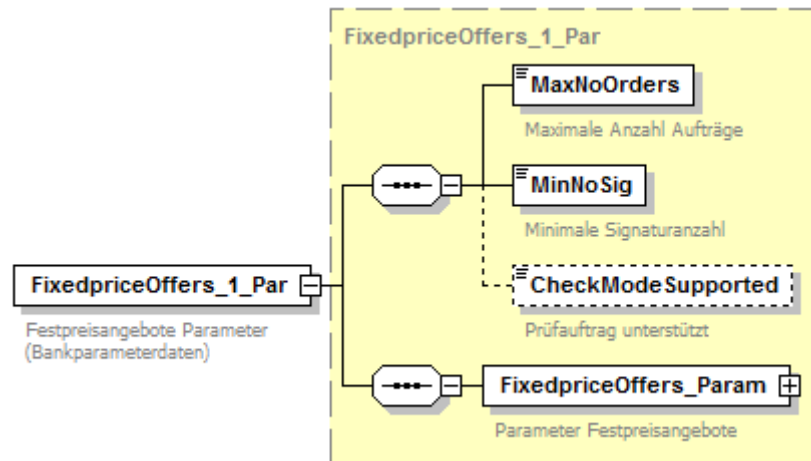 FixedpriceOffers_1_Par
MaxNoOrders
Maximale Anzahl Aufträge
MinNoSig
Minimale Signaturanzahl
CheckModeSupported
Prüfauftrag unterstützt
FixedpriceOffers_1_Par
Festpreisangebote Parameter
(Bankparameterdaten)
FixedpriceOffers_Param
Parameter Festpreisangebote